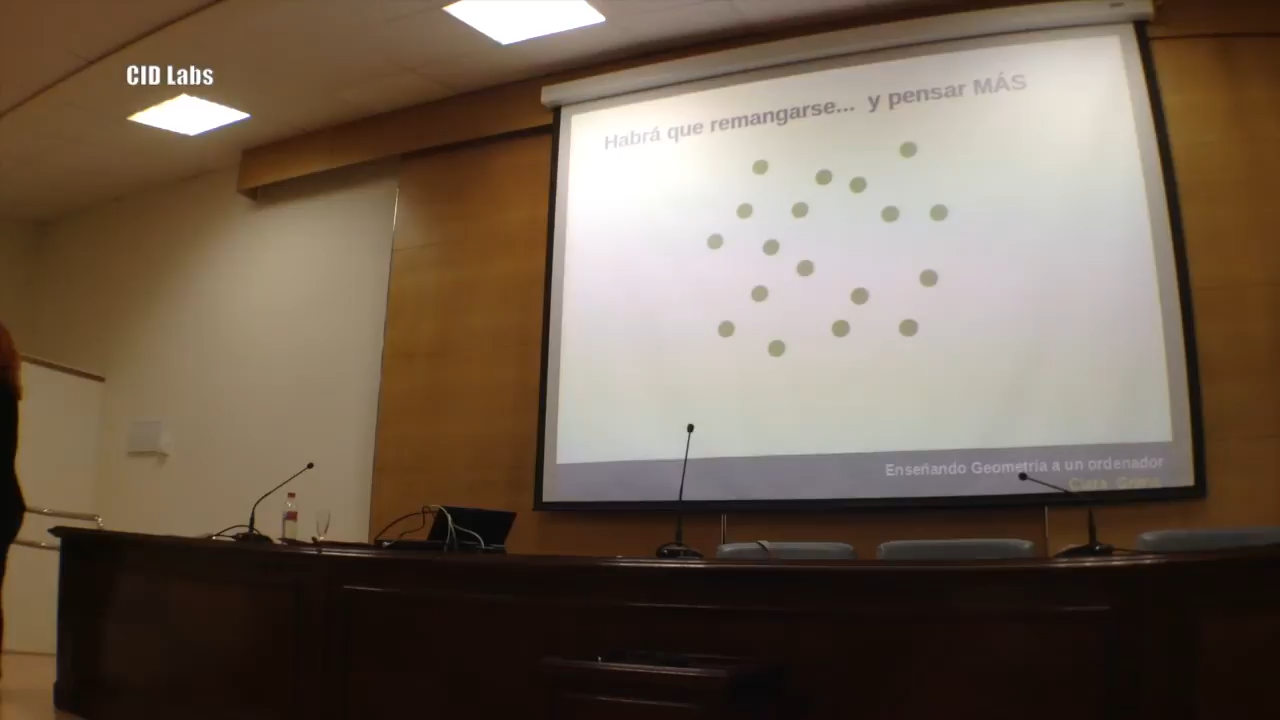 CID Labs
Habrá que remangarse... y pensar MÁS
Enseñando Geometría a un ordenador